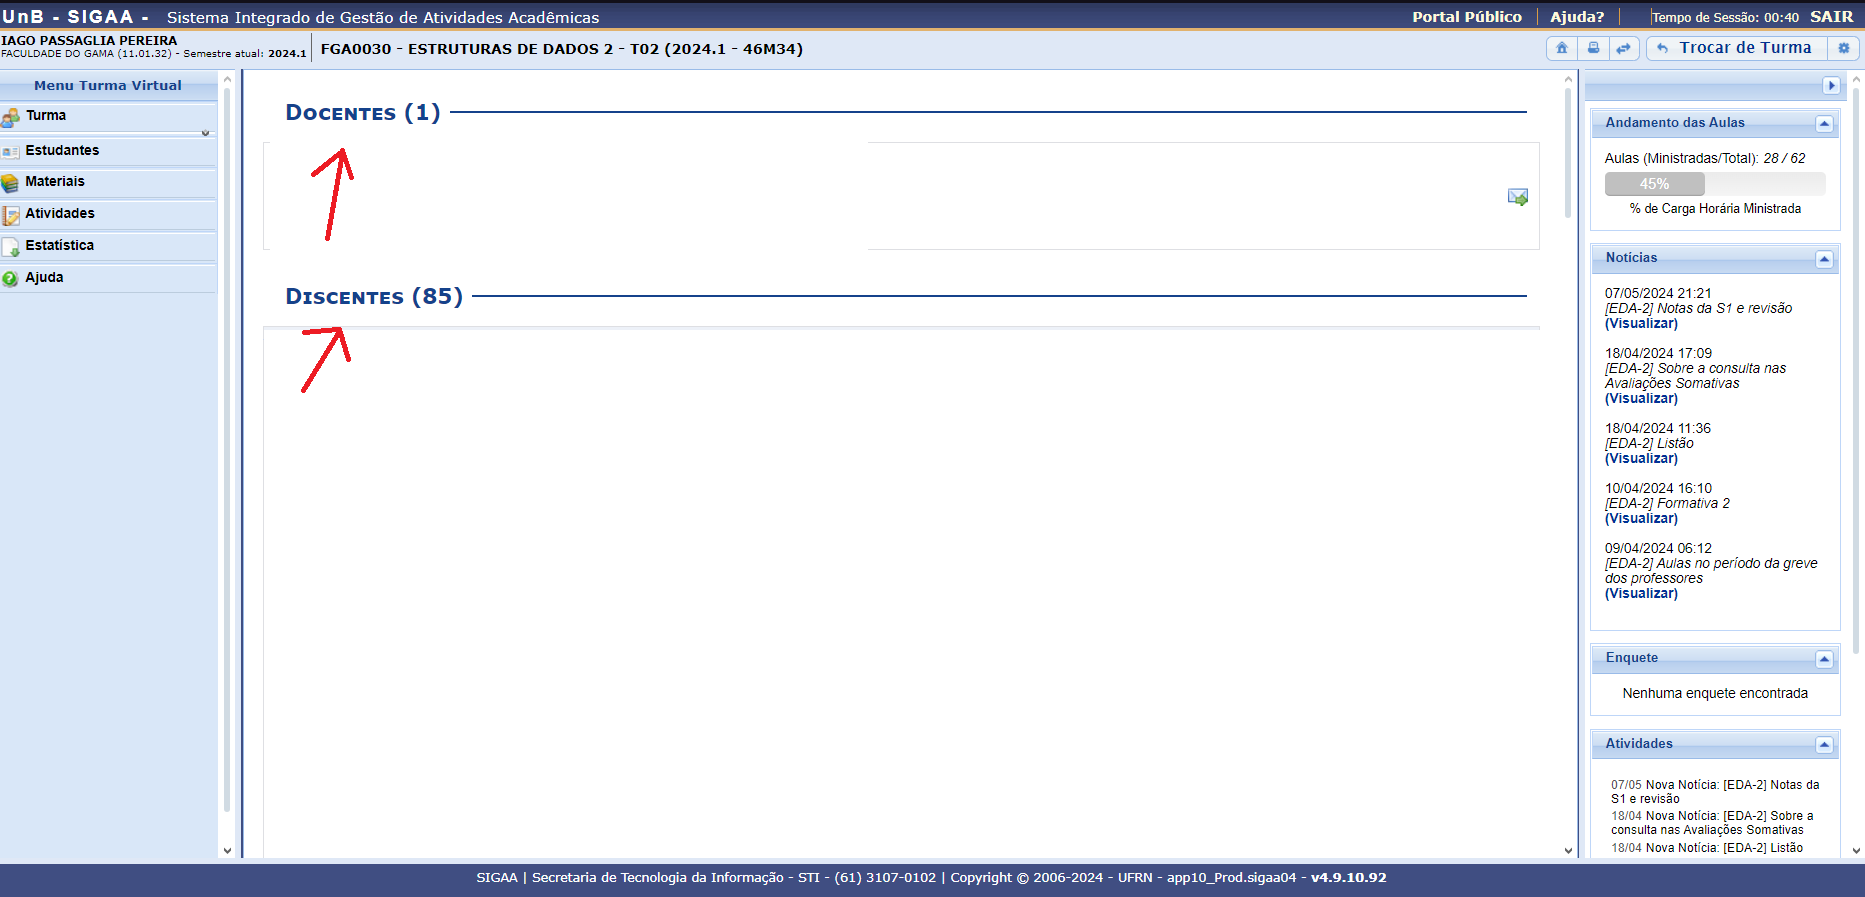 UnB - SIGAA - Sistema Integrado de Gestão de Atividades Acadêmicas
Portal Público
Ajuda?
Tempo de Sessão: 00:40
SAIR
IAGO PASSAGLIA PEREIRA
FACULDADE DO GAMA (11.01.32) - Semestre atual: 2024.1
FGA0030 - ESTRUTURAS DE DADOS 2 - T02 (2024.1 - 46M34)
Trocar de Turma
Menu Turma Virtual
Turma
Estudantes
Materiais
Atividades
Estatística
Ajuda
DOCENTES (1)
DISCENTES (85)
Andamento das Aulas
Aulas (Ministradas/Total): 28 / 62
45%
% de Carga Horária Ministrada
Notícias
07/05/2024 21:21
[EDA-2] Notas da S1 e revisão
(Visualizar)
18/04/2024 17:09
[EDA-2] Sobre a consulta nas
Avaliações Somativas
(Visualizar)
18/04/2024 11:36
[EDA-2] Listão
(Visualizar)
10/04/2024 16:10
[EDA-2] Formativa 2
(Visualizar)
09/04/2024 06:12
[EDA-2] Aulas no período da greve
dos professores
(Visualizar)
Enquete
Nenhuma enquete encontrada
Atividades
07/05 Nova Notícia: [EDA-2] Notas da
S1 e revisão
18/04 Nova Notícia: [EDA-2] Sobre a
consulta nas Avaliações Somativas
18/04 Nova Notícia: [EDA-2] Listão
SIGAA | Secretaria de Tecnologia da Informação - STI - (61) 3107-0102 | Copyright © 2006-2024 - UFRN - app10_Prod.sigaa04 - v4.9.10.92